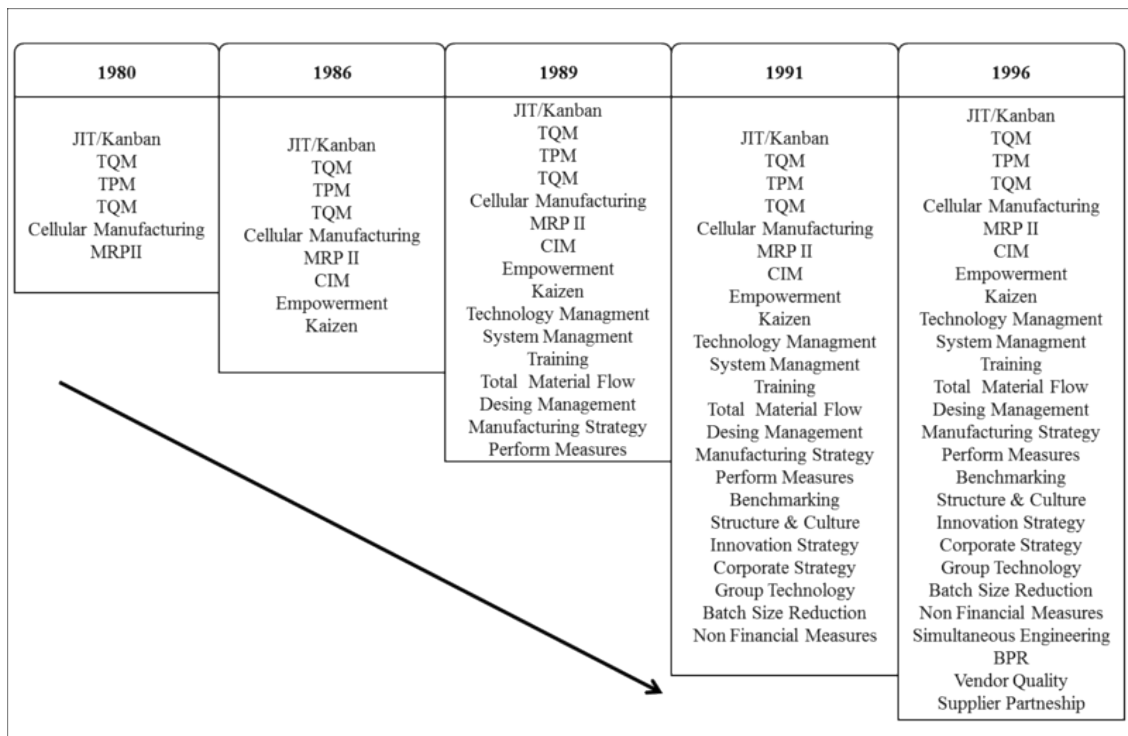 1980
JIT/Kanban
TQM
TPM
TQM
Cellular Manufacturing
MRPII
1986
JIT/Kanban
TQM
TPM
TQM
Cellular Manufacturing
MRP II
CIM
Empowerment
Kaizen
1989
JIT/Kanban
TQM
TPM
TQM
Cellular Manufacturing
MRP II
CIM
Empowerment
Kaizen
Technology Managment
System Managment
Training
Total Material Flow
Desing Management
Manufacturing Strategy
Perform Measures
1991
JIT/Kanban
TQM
TPM
TQM
Cellular Manufacturing
MRP II
CIM
Empowerment
Kaizen
Technology Managment
System Managment
Training
Total Material Flow
Desing Management
Manufacturing Strategy
Perform Measures
Benchmarking
Structure & Culture
Innovation Strategy
Corporate Strategy
Group Technology
Batch Size Reduction
Non Financial Measures
1996
JIT/Kanban
TQM
TPM
TQM
Cellular Manufacturing
MRP II
CIM
Empowerment
Kaizen
Technology Managment
System Managment
Training
Total Material Flow
Desing Management
Manufacturing Strategy
Perform Measures
Benchmarking
Structure & Culture
Innovation Strategy
Corporate Strategy
Group Technology
Batch Size Reduction
Non Financial Measures
Simultaneous Engineering
BPR
Vendor Quality
Supplier Partneship